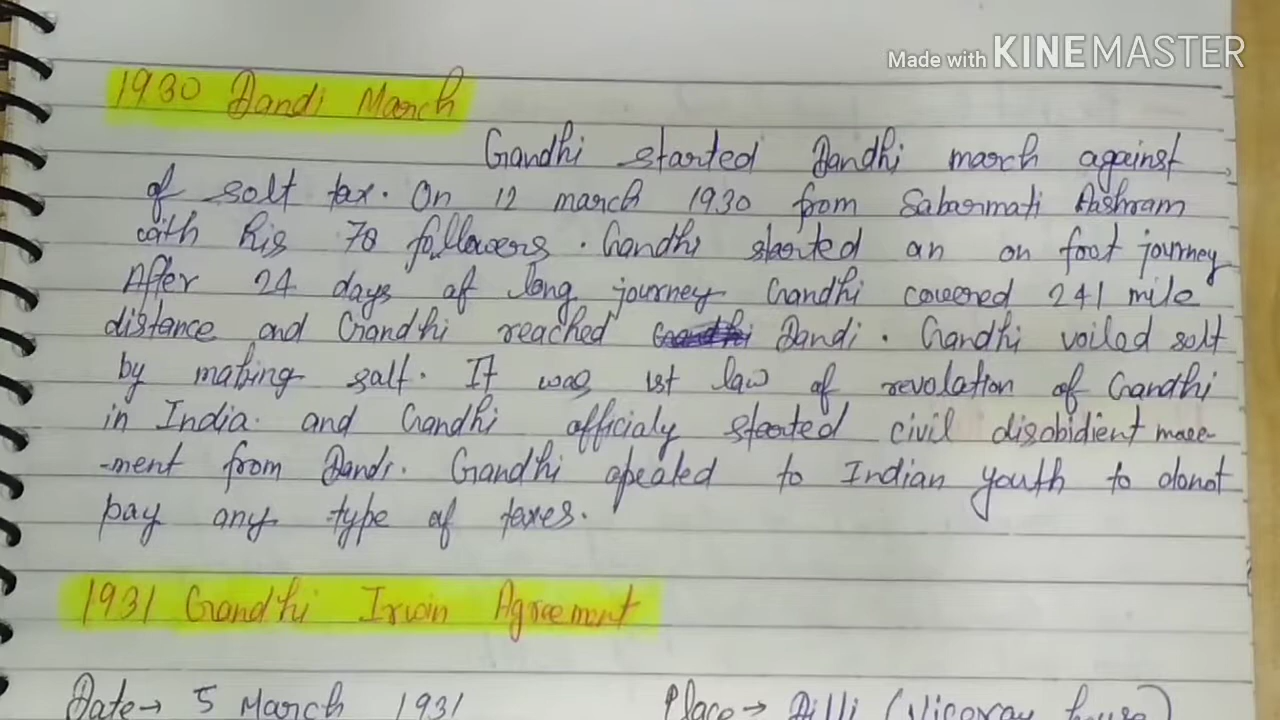 Made with KINEMASTER
1930 Dandi March
Gandhi started Dandhi march against
of salt tax. On 12 march 1930 from Sabarmati Aashram
with his 78 followers. Gandhi started an on foot journey
After 24 days of long journey Gandhi covered 241 mile
distance and Gandhi reached Dandi. Gandhi voiled salt
by making salt. It was 1st law of revolation of Gandhi
in India. and Gandhi officialy started civil disobidient move-
-ment from Dandi. Gandhi apealed to Indian youth to donot
pay any type of taxes.
1931 Gandhi Irwin Agreement
Date → 5 March 1931 Place → Dilli (Viceroay house)